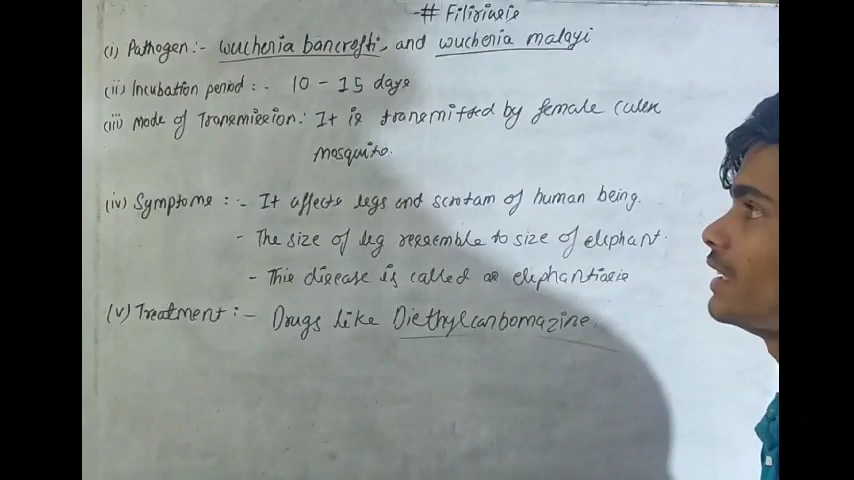 # Filiriasis
(i) Pathogen:- wucheria bancrofti, and wucheria malayi
(ii) Incubation period :- 10 - 15 days
(iii) Mode of Transmission: It is transmitted by female culex
mosquito.
(iv) Symptoms :- It affects legs and scrotam of human being.
- The size of leg ressemble to size of elephant.
- This disease is called as elephantiasis
(v) Treatment :- Drugs like Diethylcarbomazine.